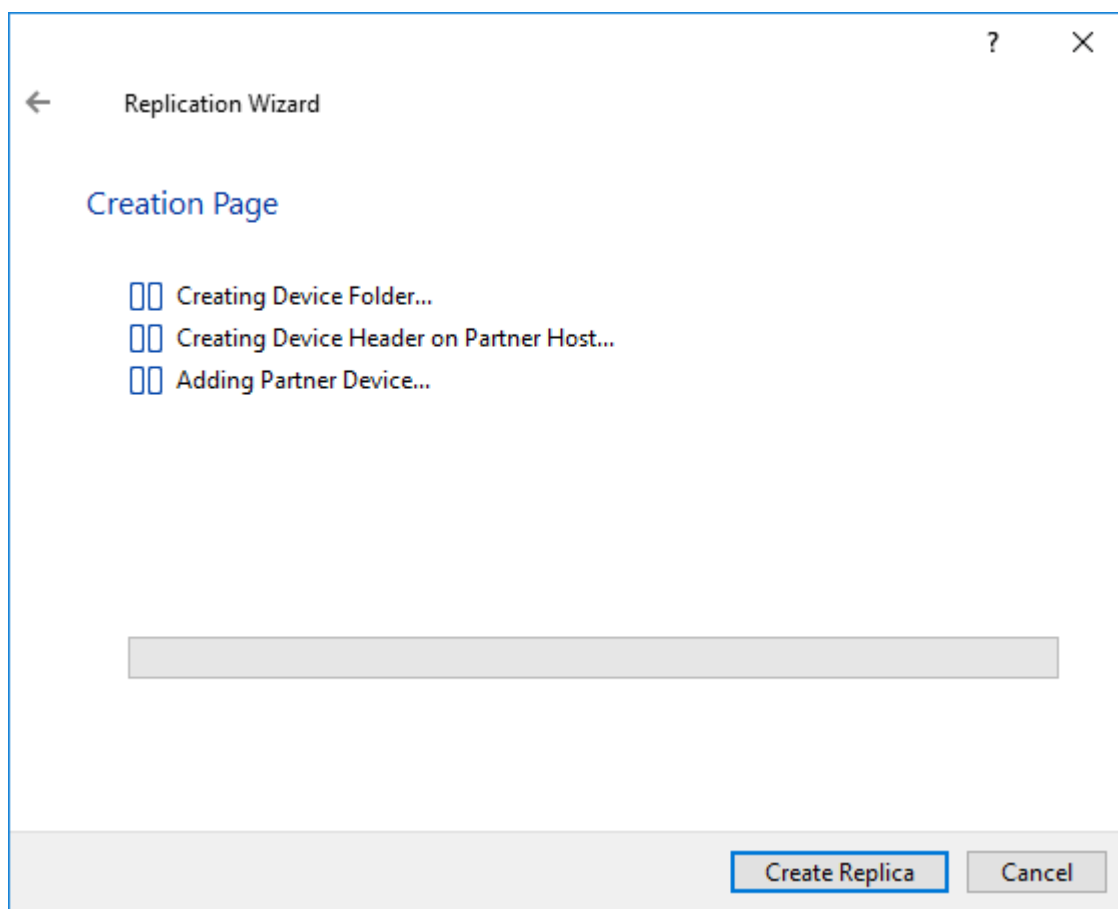 ?
Replication Wizard
Creation Page
Creating Device Folder...
Creating Device Header on Partner Host...
Adding Partner Device...
Create Replica
Cancel